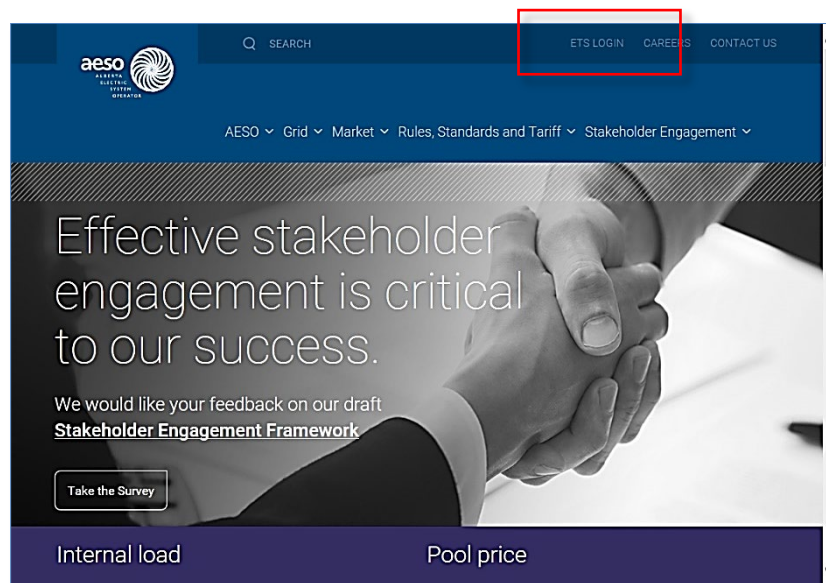 SEARCH
ETS LOGIN CAREERS CONTACT US
aeso
ALBERTA
ELECTRIC
SYSTEM
OPERATOR
AESO Grid Market Rules, Standards and Tariff Stakeholder Engagement
Effective stakeholder
engagement is critical
to our success.
We would like your feedback on our draft
Stakeholder Engagement Framework
Take the Survey
Internal load
Pool price